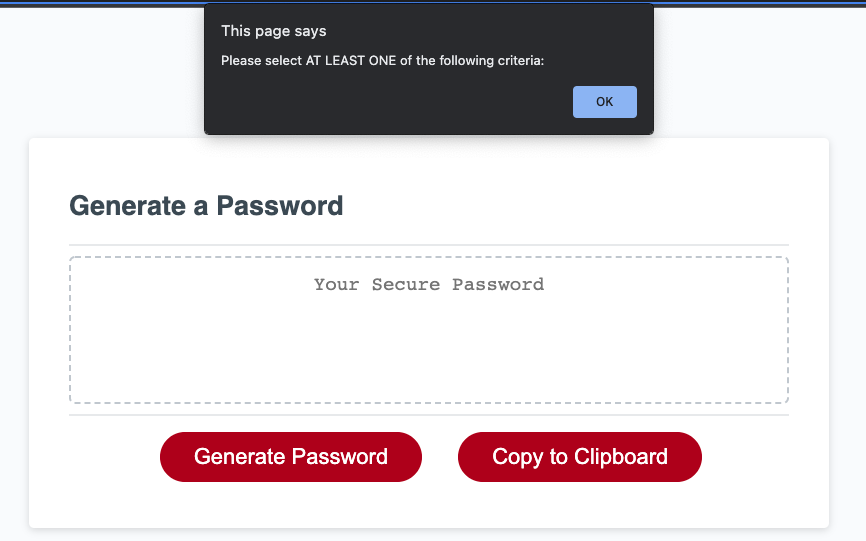 This page says
Please select AT LEAST ONE of the following criteria:
OK
Generate a Password
Your Secure Password
Generate Password
Copy to Clipboard